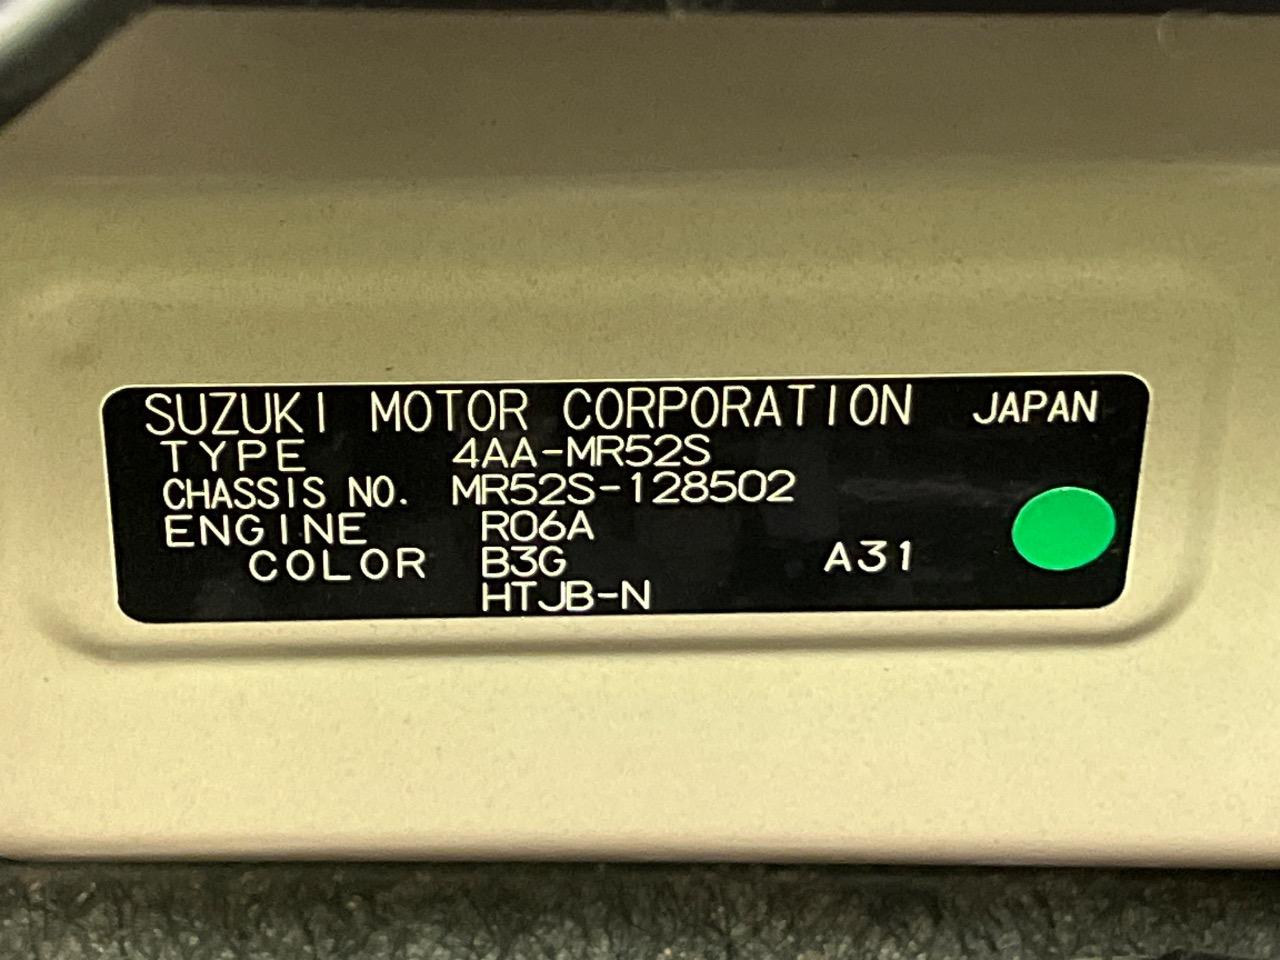 SUZUKI MOTOR CORPORATION JAPAN
TYPE 4AA-MR52S
CHASSIS NO. MR52S-128502
ENGINE R06A
COLOR B3G A31
HTJB-N